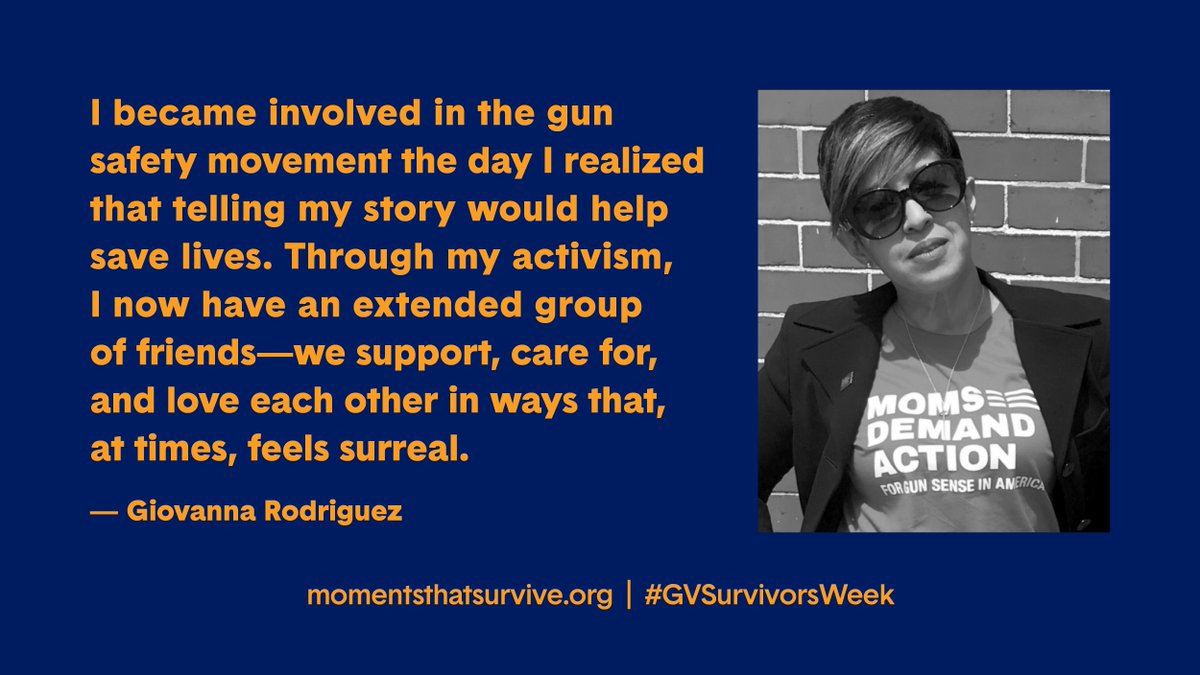 I became involved in the gun
safety movement the day I realized
that telling my story would help
save lives. Through my activism,
I now have an extended group
of friends—we support, care for,
and love each other in ways that,
at times, feels surreal.
— Giovanna Rodriguez
MOMS
DEMAND
ACTION
FOR GUN SENSE IN AMERICA
momentsthatsurvive.org | #GVSurvivorsWeek